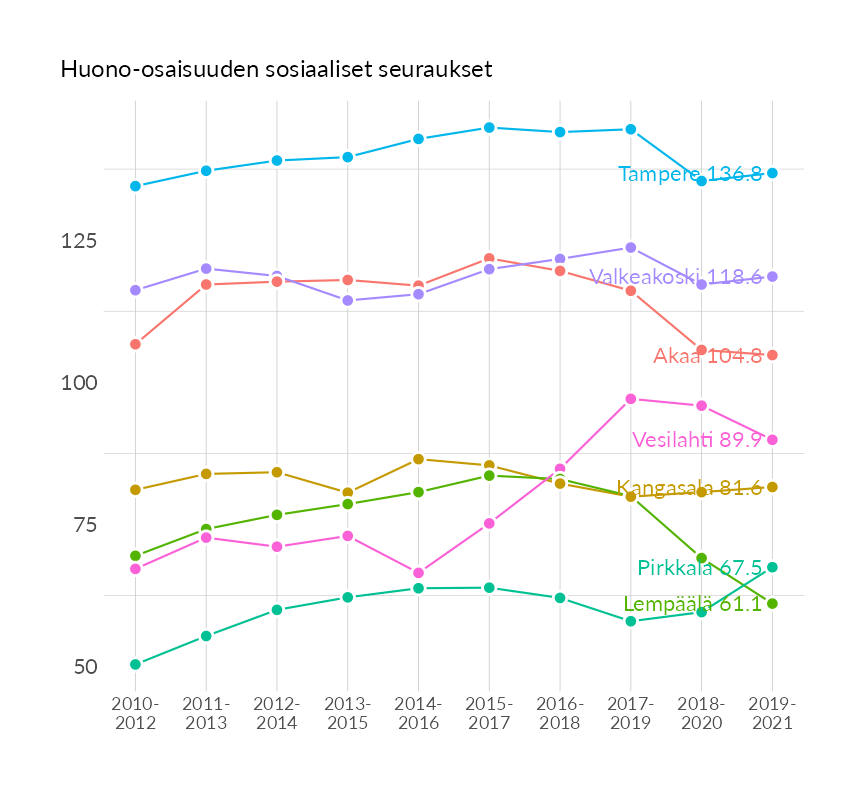 Huono-osaisuuden sosiaaliset seuraukset
Tampere 136.8
125
Valkeakoski 118.6
Akaa 104.8
100
Vesilahti 89.9
Kangasala 81.6
75
Pirkkala 67.5
Lempäälä 61.1
50
2010- 2011- 2012- 2013- 2014- 2015- 2016- 2017- 2018- 2019-
2012 2013 2014 2015 2016 2017 2018 2019 2020 2021